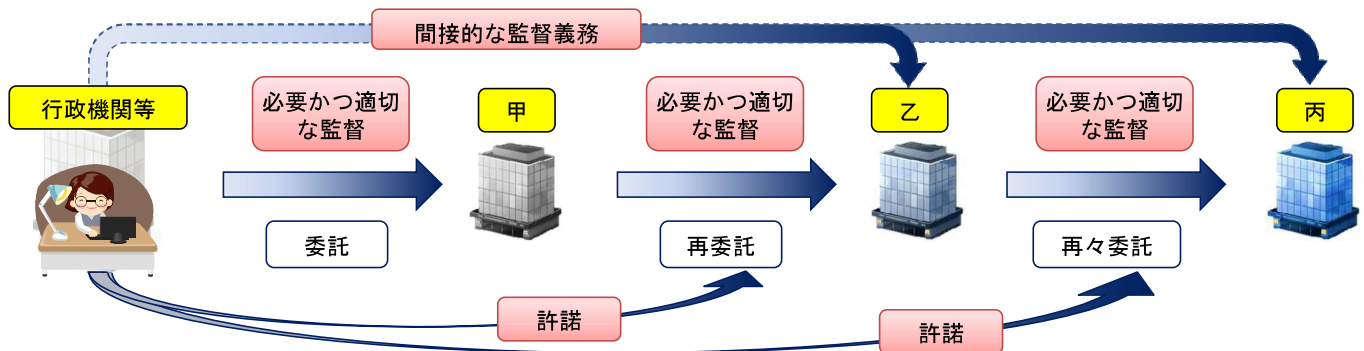 間接的な監督義務
行政機関等
必要かつ適切
な監督
甲
必要かつ適切
な監督
乙
必要かつ適切
な監督
丙
委託
再委託
再々委託
許諾
許諾